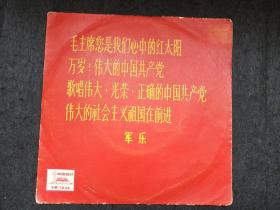 毛主席您是我们心中的红太阳
万岁,伟大的中国共产党
歌唱伟大、光荣、正确的中国共产党
伟大的社会主义祖国在前进
军乐